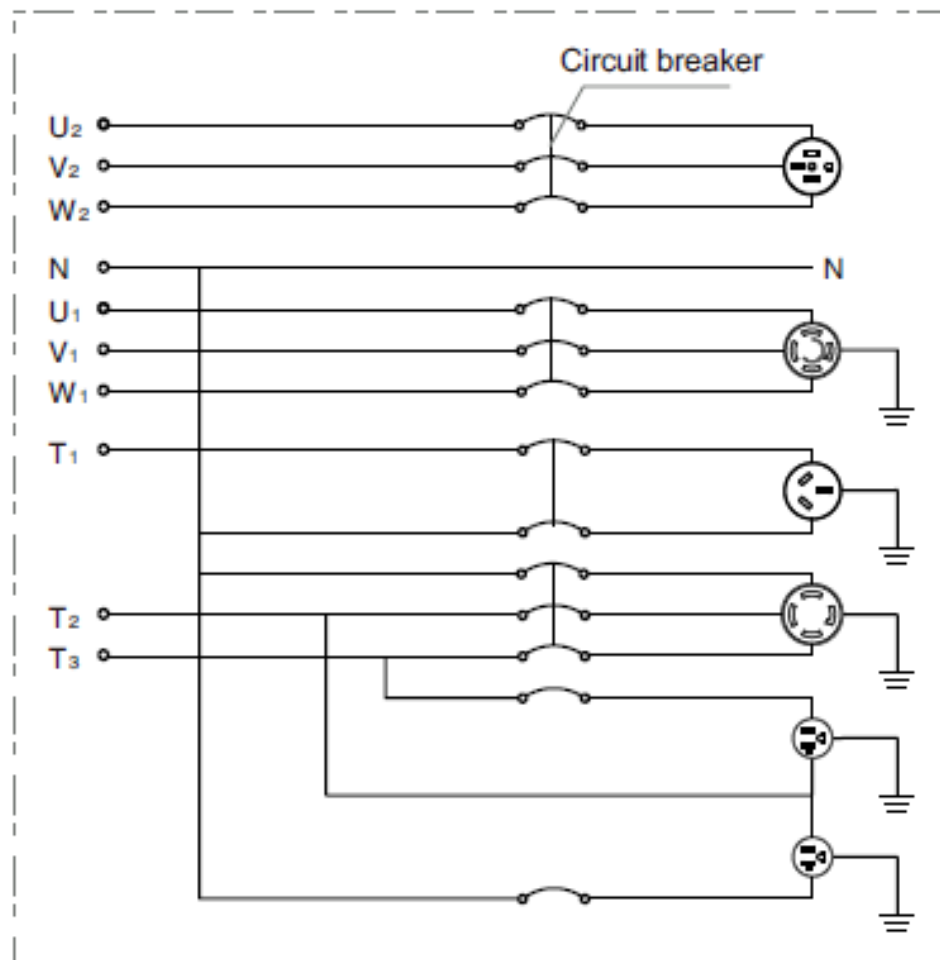 Circuit breaker
U₂
V₂
W₂
N N
U₁
V₁
W₁
T₁
T₂
T₃